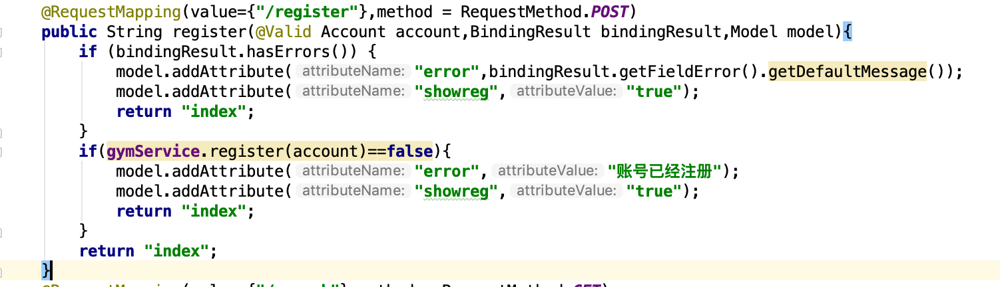 @RequestMapping(value={"/register"},method = RequestMethod.POST)
public String register(@Valid Account account,BindingResult bindingResult,Model model){
if (bindingResult.hasErrors()) {
model.addAttribute( attributeName: "error",bindingResult.getFieldError().getDefaultMessage());
model.addAttribute( attributeName: "showreg", attributeValue: "true");
return "index";
}
if(gymService.register(account)==false){
model.addAttribute( attributeName: "error", attributeValue: "账号已经注册");
model.addAttribute( attributeName: "showreg", attributeValue: "true");
return "index";
}
return "index";
}